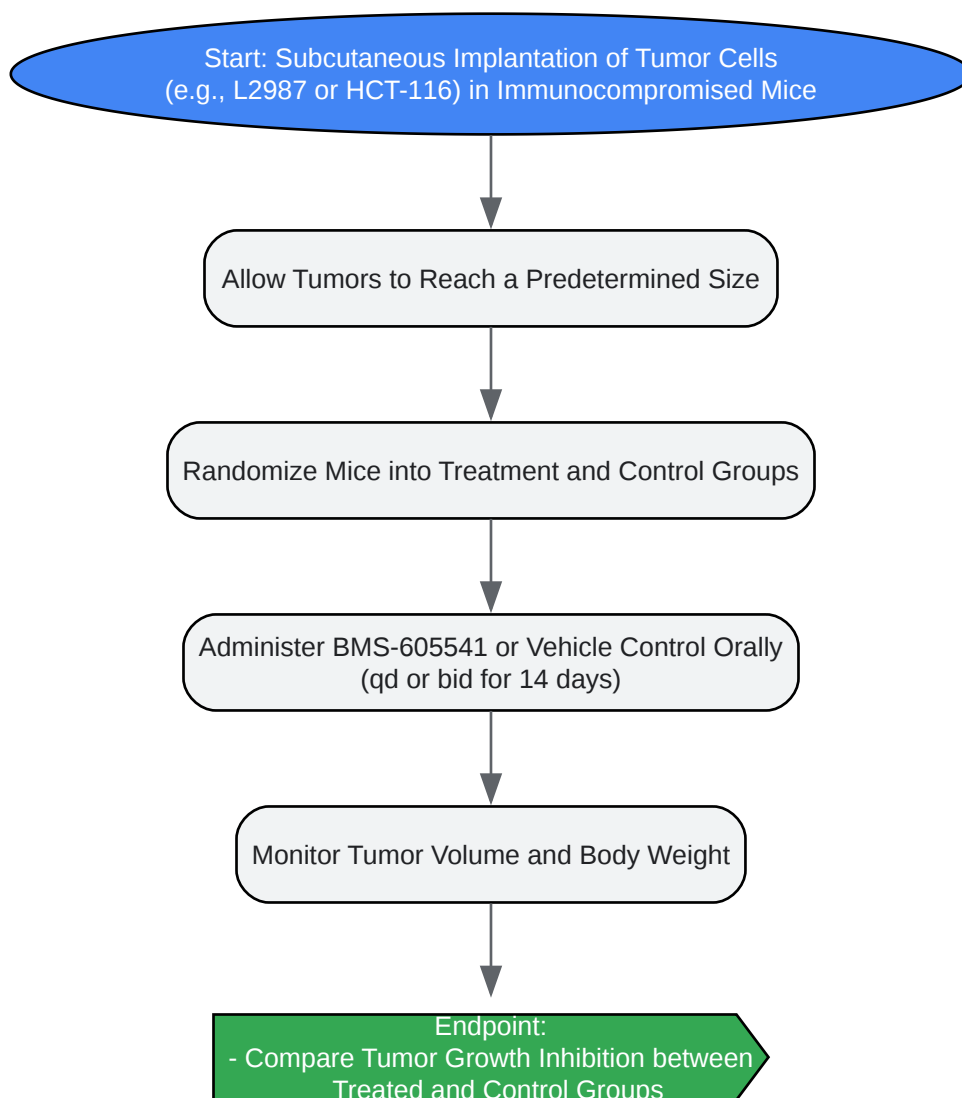 Start: Subcutaneous Implantation of Tumor Cells
(e.g., L2987 or HCT-116) in Immunocompromised Mice
Allow Tumors to Reach a Predetermined Size
Randomize Mice into Treatment and Control Groups
Administer BMS-605541 or Vehicle Control Orally
(qd or bid for 14 days)
Monitor Tumor Volume and Body Weight
Endpoint:
- Compare Tumor Growth Inhibition between
Treated and Control Groups